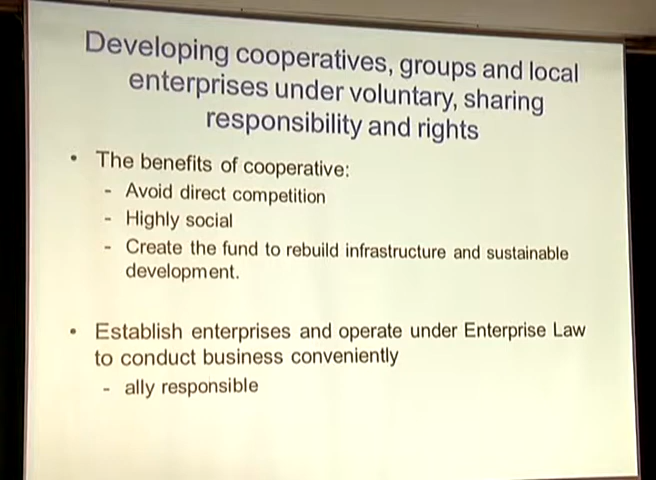 Developing cooperatives, groups and local
enterprises under voluntary, sharing
responsibility and rights
• The benefits of cooperative:
- Avoid direct competition
- Highly social
- Create the fund to rebuild infrastructure and sustainable
development.
• Establish enterprises and operate under Enterprise Law
to conduct business conveniently
- ally responsible